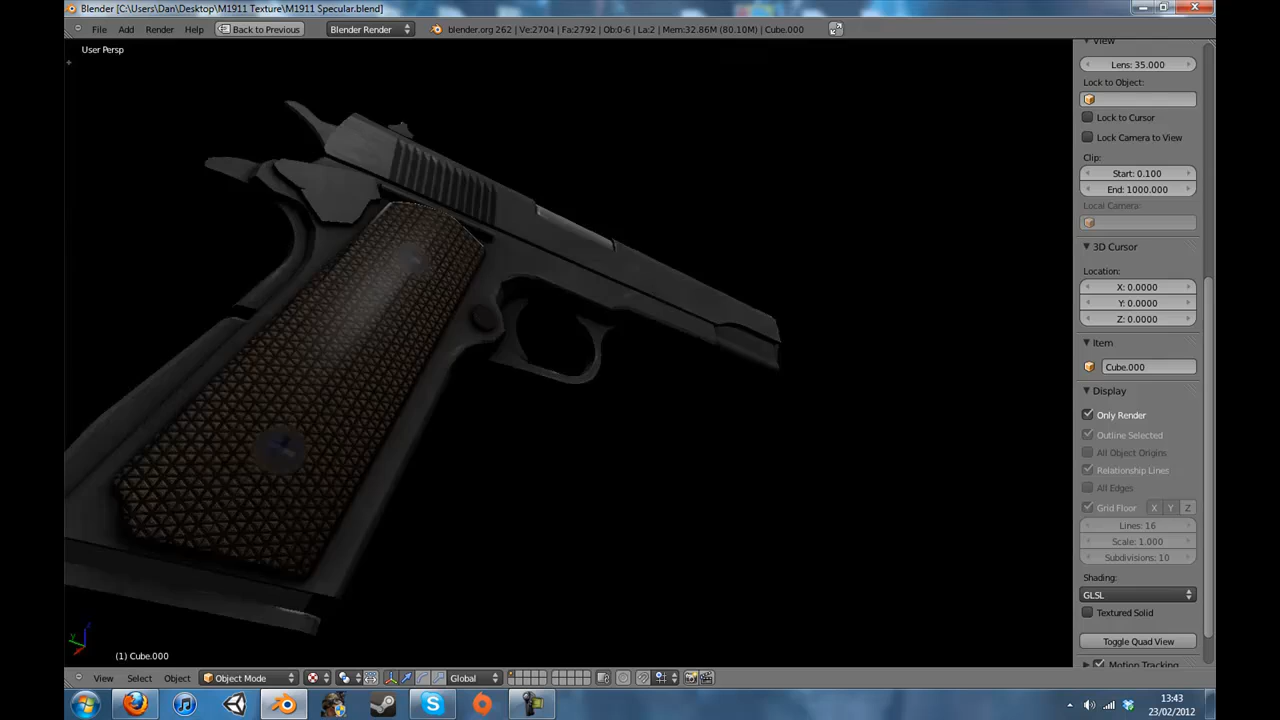 Blender [C:\Users\Dan\Desktop\M1911 Texture\M1911 Specular.blend]
File Add Render Help Back to Previous Blender Render blender.org 262 | Ve:2704 | Fa:2792 | Ob:0-6 | La:2 | Mem:32.86M (80.10M) | Cube.000
User Persp
View
Lens: 35.000
Lock to Object:
Lock to Cursor
Lock Camera to View
Clip:
Start: 0.100
End: 1000.000
Local Camera:
3D Cursor
Location:
X: 0.0000
Y: 0.0000
Z: 0.0000
Item
Cube.000
Display
Only Render
Outline Selected
All Object Origins
Relationship Lines
All Edges
Grid Floor X Y Z
Lines: 16
Scale: 1.000
Subdivisions: 10
Shading:
GLSL
Textured Solid
Toggle Quad View
Motion Tracking
z
y
x
(1) Cube.000
View Select Object Object Mode Global
13:43
23/02/2012